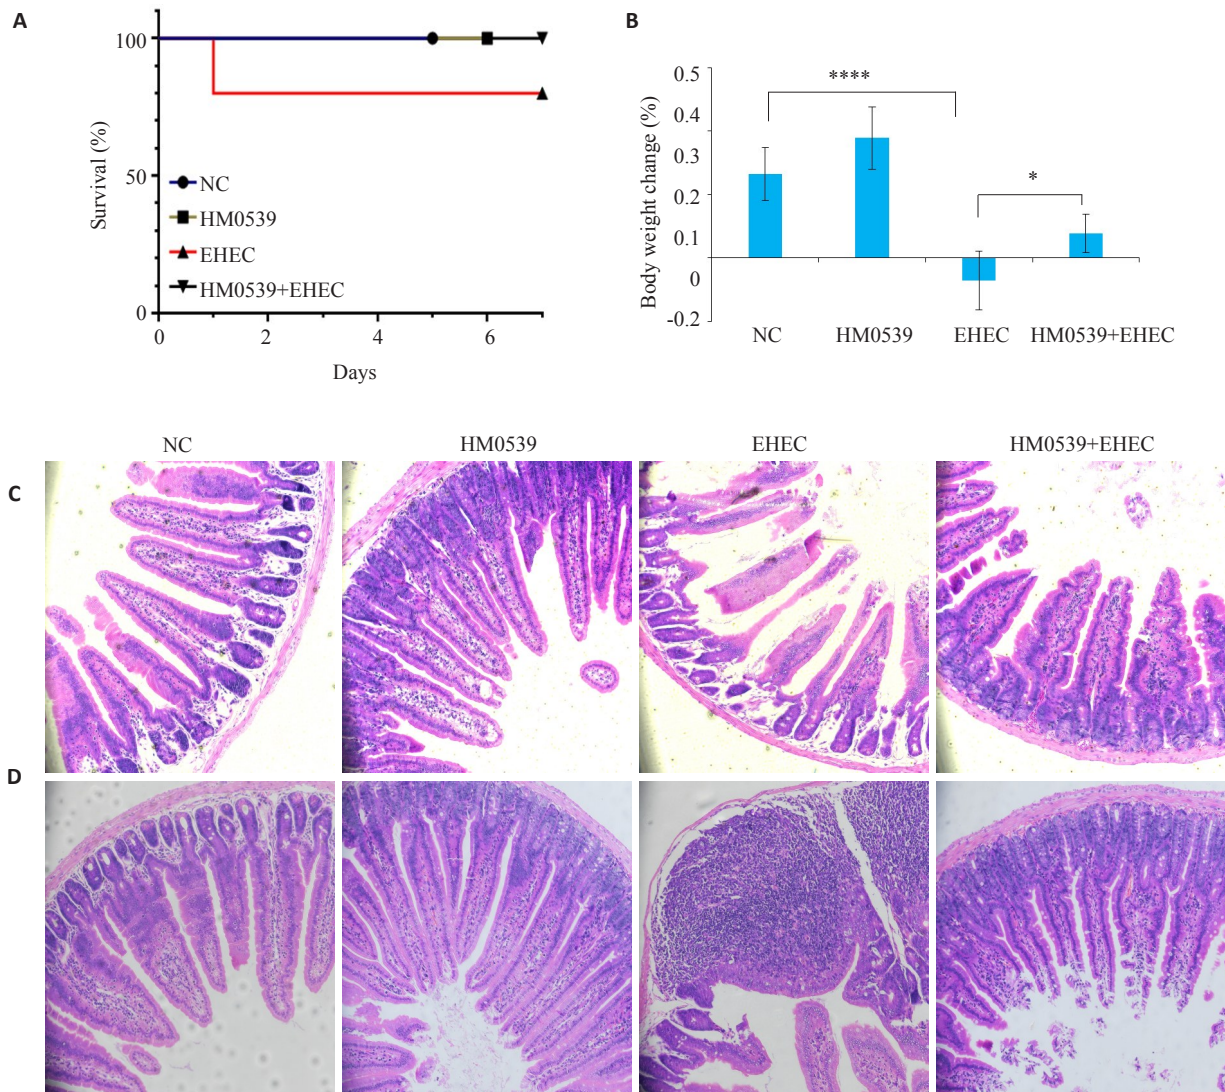 A
100
50
0
Survival (%)
NC
HM0539
EHEC
HM0539+EHEC
0 2 4 6
Days
B
0.5
0.4
0.3
0.2
0.1
0
-0.2
Body weight change (%)
****
*
NC HM0539 EHEC HM0539+EHEC
NC HM0539 EHEC HM0539+EHEC
C
D